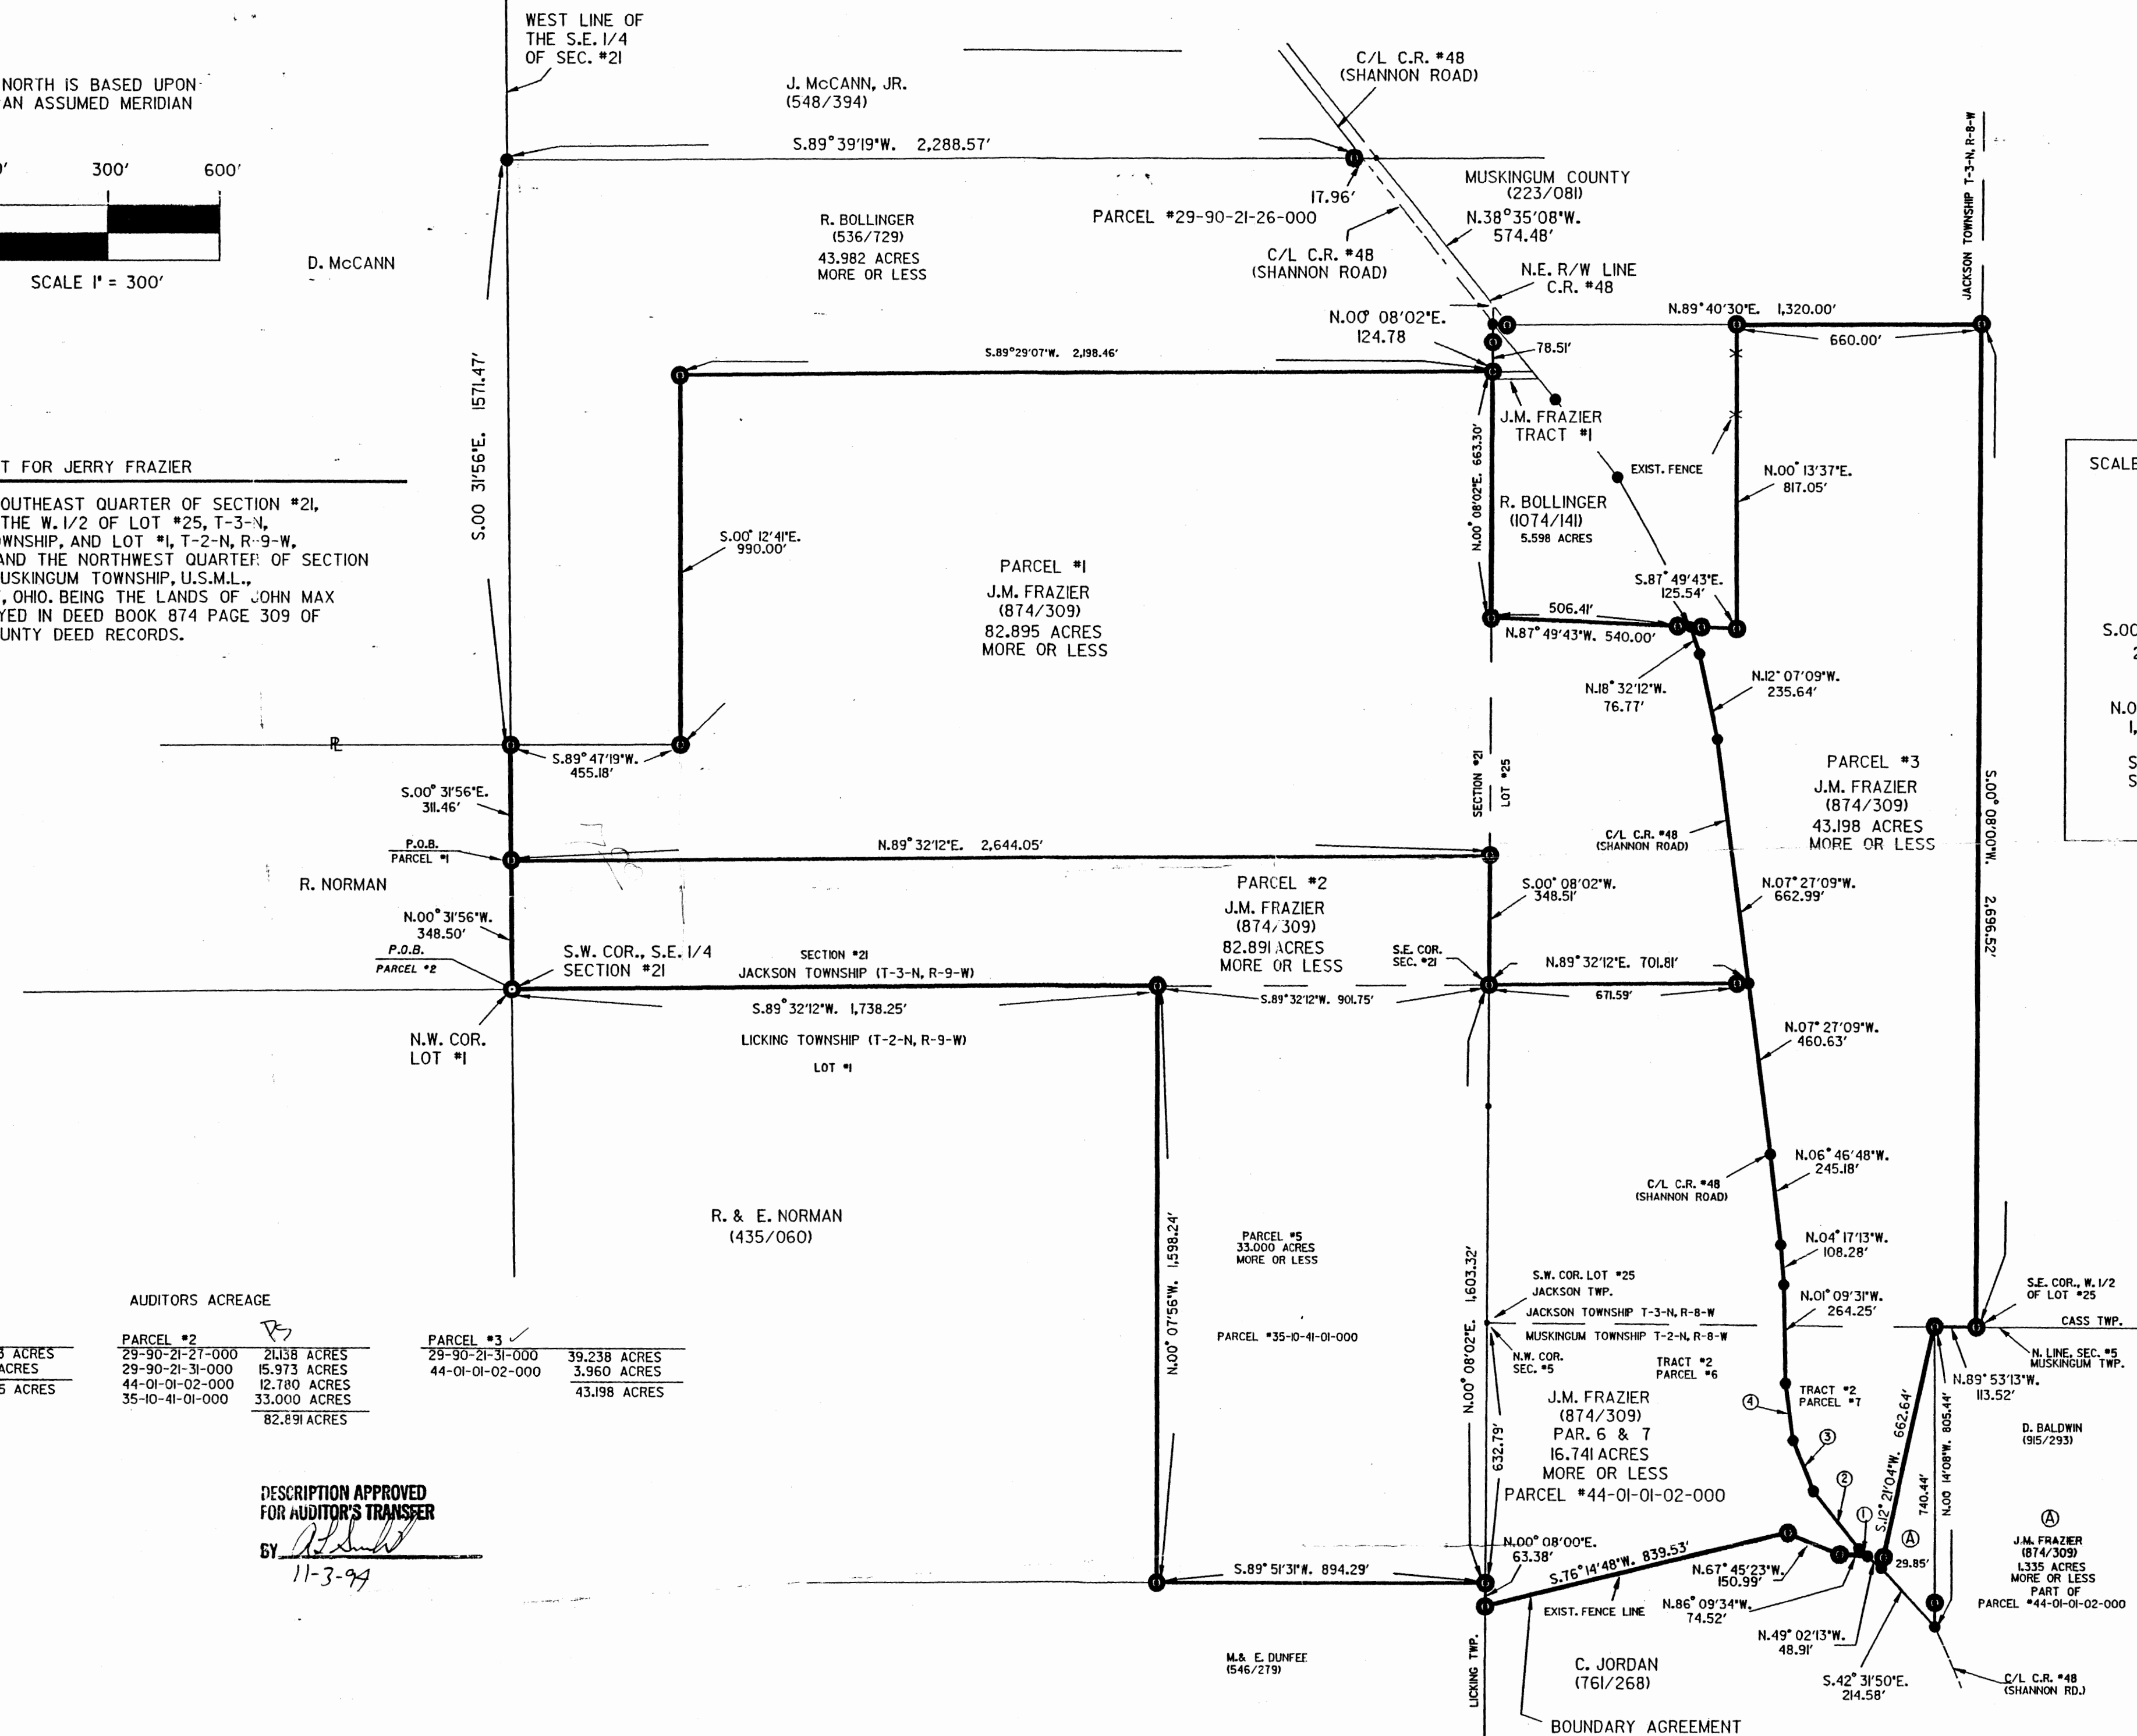 WEST LINE OF
THE S.E. 1/4
OF SEC. #21
NORTH IS BASED UPON
AN ASSUMED MERIDIAN
300' 600'
SCALE 1" = 300'
D. McCANN
J. McCANN, JR.
(548/394)
C/L C.R. #48
(SHANNON ROAD)
S.89°39'19"W. 2,288.57'
17.96'
MUSKINGUM COUNTY
(223/081)
PARCEL #29-90-21-26-000
N.38°35'08"W.
574.48'
R. BOLLINGER
(536/729)
43.982 ACRES
MORE OR LESS
C/L C.R. #48
(SHANNON ROAD)
N.E. R/W LINE
C.R. #48
JACKSON TOWNSHIP T-3-N, R-8-W
N.89°40'30"E. 1,320.00'
660.00'
N.00° 08'02"E.
124.78
78.51'
S.89°29'07"W. 2,198.46'
S.00 31'56"E. 1571.47'
J.M. FRAZIER
TRACT #1
EXIST. FENCE
N.00° 13'37"E.
817.05'
N.00° 08'02"E. 663.30'
R. BOLLINGER
(1074/141)
5.598 ACRES
T FOR JERRY FRAZIER
OUTHEAST QUARTER OF SECTION #21,
THE W. 1/2 OF LOT #25, T-3-N,
OWNSHIP, AND LOT #1, T-2-N, R-9-W,
AND THE NORTHWEST QUARTER OF SECTION
USKINGUM TOWNSHIP, U.S.M.L.,
, OHIO. BEING THE LANDS OF JOHN MAX
YED IN DEED BOOK 874 PAGE 309 OF
UNTY DEED RECORDS.
SCALE
S.00
N.0
1,
S
S
S.00° 12'41"E.
990.00'
PARCEL #1
J.M. FRAZIER
(874/309)
82.895 ACRES
MORE OR LESS
S.87°49'43"E.
125.54'
506.41'
N.87°49'43"W. 540.00'
N.18°32'12"W.
76.77'
N.12° 07'09"W.
235.64'
P̲L
S.89°47'19"W.
455.18'
SECTION #21
LOT #25
PARCEL #3
J.M. FRAZIER
(874/309)
43.198 ACRES
MORE OR LESS
S.00° 08'00"W. 2,696.52'
S.00° 31'56"E.
311.46'
P.O.B.
PARCEL #1
N.89°32'12"E. 2,644.05'
C/L C.R. #48
(SHANNON ROAD)
R. NORMAN
PARCEL #2
J.M. FRAZIER
(874/309)
82.891 ACRES
MORE OR LESS
S.00° 08'02"W.
348.51'
N.07° 27'09"W.
662.99'
N.00°31'56"W.
348.50'
P.O.B.
PARCEL #2
S.W. COR., S.E. 1/4
SECTION #21
SECTION #21
JACKSON TOWNSHIP (T-3-N, R-9-W)
S.E. COR.
SEC. #21
N.89°32'12"E. 701.81'
671.59'
S.89°32'12"W. 1,738.25'
S.89°32'12"W. 901.75'
N.W. COR.
LOT #1
LICKING TOWNSHIP (T-2-N, R-9-W)
LOT #1
N.07°27'09"W.
460.63'
N.06°46'48"W.
245.18'
C/L C.R. #48
(SHANNON ROAD)
R. & E. NORMAN
(435/060)
N.00° 07'56"W. 1,598.24'
PARCEL #5
33.000 ACRES
MORE OR LESS
N.00° 08'02"E. 1,603.32'
N.04°17'13"W.
108.28'
S.W. COR. LOT #25
JACKSON TWP.
N.01°09'31"W.
264.25'
S.E. COR., W. 1/2
OF LOT #25
PARCEL #35-10-41-01-000
JACKSON TOWNSHIP T-3-N, R-8-W
MUSKINGUM TOWNSHIP T-2-N, R-8-W
CASS TWP.
N. LINE, SEC. #5
MUSKINGUM TWP.
N.W. COR.
SEC. #5
TRACT #2
PARCEL #6
TRACT #2
PARCEL #7
N.89°53'13"W.
113.52'
AUDITORS ACREAGE
3 ACRES
ACRES
5 ACRES
PARCEL #2
29-90-21-27-000 21.138 ACRES
29-90-21-31-000 15.973 ACRES
44-01-01-02-000 12.780 ACRES
35-10-41-01-000 33.000 ACRES
82.891 ACRES
PARCEL #3 ✓
29-90-21-31-000 39.238 ACRES
44-01-01-02-000 3.960 ACRES
43.198 ACRES
J.M. FRAZIER
(874/309)
PAR. 6 & 7
16.741 ACRES
MORE OR LESS
PARCEL #44-01-01-02-000
632.79'
4
3
2
1
S.12° 21'04"W. 662.64'
740.44'
N.00 14'08"W. 805.44'
D. BALDWIN
(915/293)
A
A
J.M. FRAZIER
(874/309)
1.335 ACRES
MORE OR LESS
PART OF
PARCEL #44-01-01-02-000
DESCRIPTION APPROVED
FOR AUDITOR'S TRANSFER
BY
11-3-94
S.89°51'31"W. 894.29'
N.00°08'00"E.
63.38'
S.76°14'48"W. 839.53'
EXIST. FENCE LINE
N.67°45'23"W.
150.99'
29.85'
N.86°09'34"W.
74.52'
N.49°02'13"W.
48.91'
S.42°31'50"E.
214.58'
C/L C.R. #48
(SHANNON RD.)
M.& E. DUNFEE
(546/279)
LICKING TWP.
C. JORDAN
(761/268)
BOUNDARY AGREEMENT